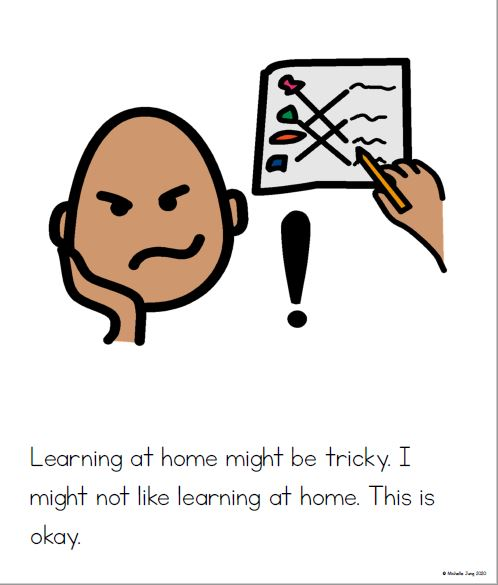 Learning at home might be tricky. I
might not like learning at home. This is
okay.
© Michelle Jung 2020